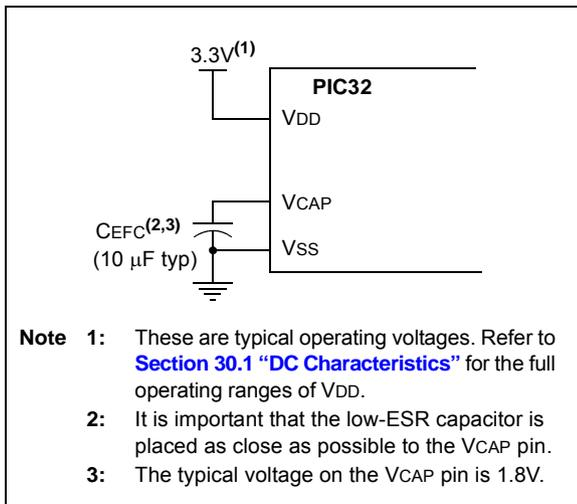 3.3V(1)
PIC32
VDD
VCAP
CEFC(2,3)
(10 μF typ)
VSS
Note 1: These are typical operating voltages. Refer to
Section 30.1 “DC Characteristics” for the full
operating ranges of VDD.
2: It is important that the low-ESR capacitor is
placed as close as possible to the VCAP pin.
3: The typical voltage on the VCAP pin is 1.8V.